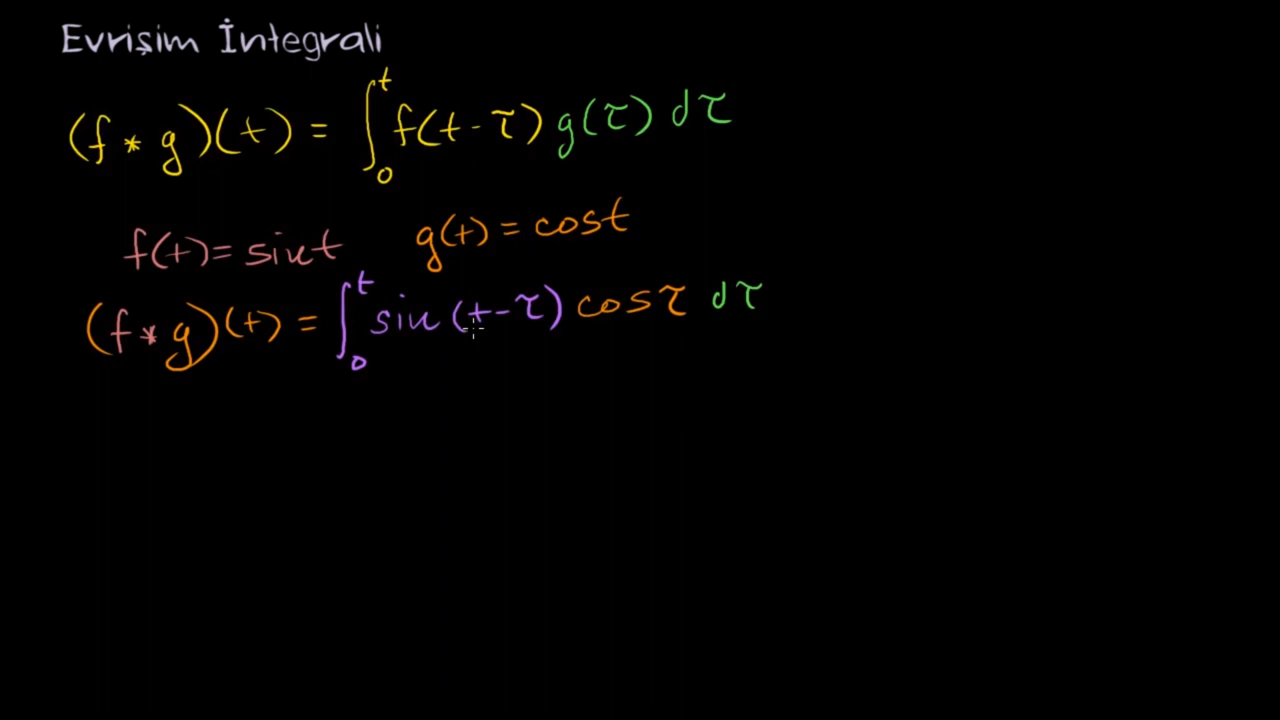 Evrişim İntegrali
(f * g)(t) = ∫₀ᵗ f(t - τ) g(τ) dτ
f(t) = sin t g(t) = cos t
(f * g)(t) = ∫₀ᵗ sin (t - τ) cos τ dτ